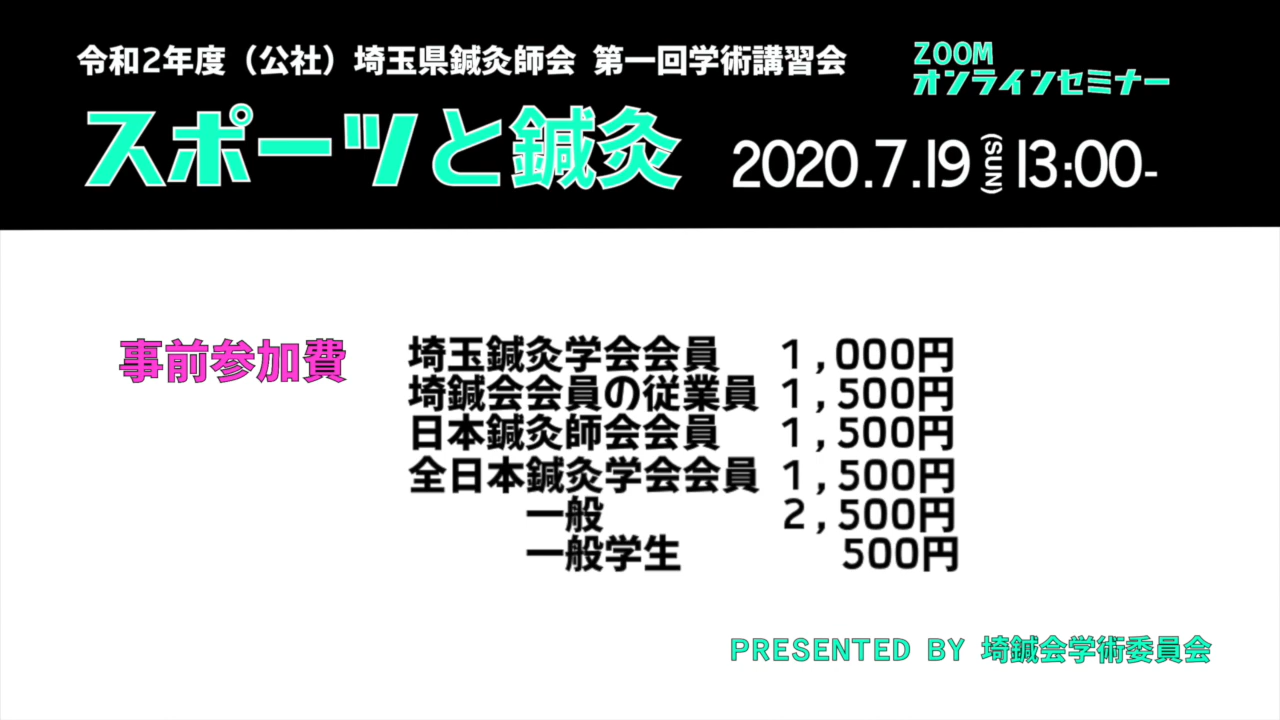 令和2年度（公社）埼玉県鍼灸師会 第一回学術講習会
ZOOM
オンラインセミナー
スポーツと鍼灸 2020.7.19(SUN)13:00-
事前参加費
埼玉鍼灸学会会員 1,000円
埼鍼会会員の従業員 1,500円
日本鍼灸師会会員 1,500円
全日本鍼灸学会会員 1,500円
一般 2,500円
一般学生 500円
PRESENTED BY 埼鍼会学術委員会